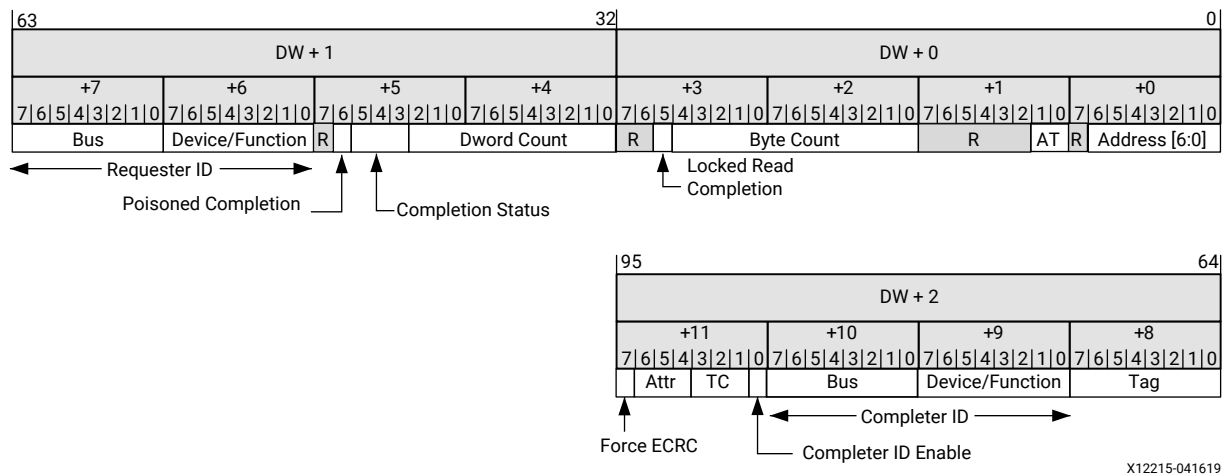 63 32 0
DW + 1 DW + 0
+7 +6 +5 +4 +3 +2 +1 +0
7|6|5|4|3|2|1|0 7|6|5|4|3|2|1|0 7|6|5|4|3|2|1|0 7|6|5|4|3|2|1|0 7|6|5|4|3|2|1|0 7|6|5|4|3|2|1|0 7|6|5|4|3|2|1|0 7|6|5|4|3|2|1|0
Bus Device/Function R Dword Count R Byte Count R AT R Address [6:0]
Requester ID
Locked Read
Completion
Poisoned Completion
Completion Status
95 64
DW + 2
+11 +10 +9 +8
7|6|5|4|3|2|1|0 7|6|5|4|3|2|1|0 7|6|5|4|3|2|1|0 7|6|5|4|3|2|1|0
Attr TC Bus Device/Function Tag
Completer ID
Force ECRC
Completer ID Enable
X12215-041619